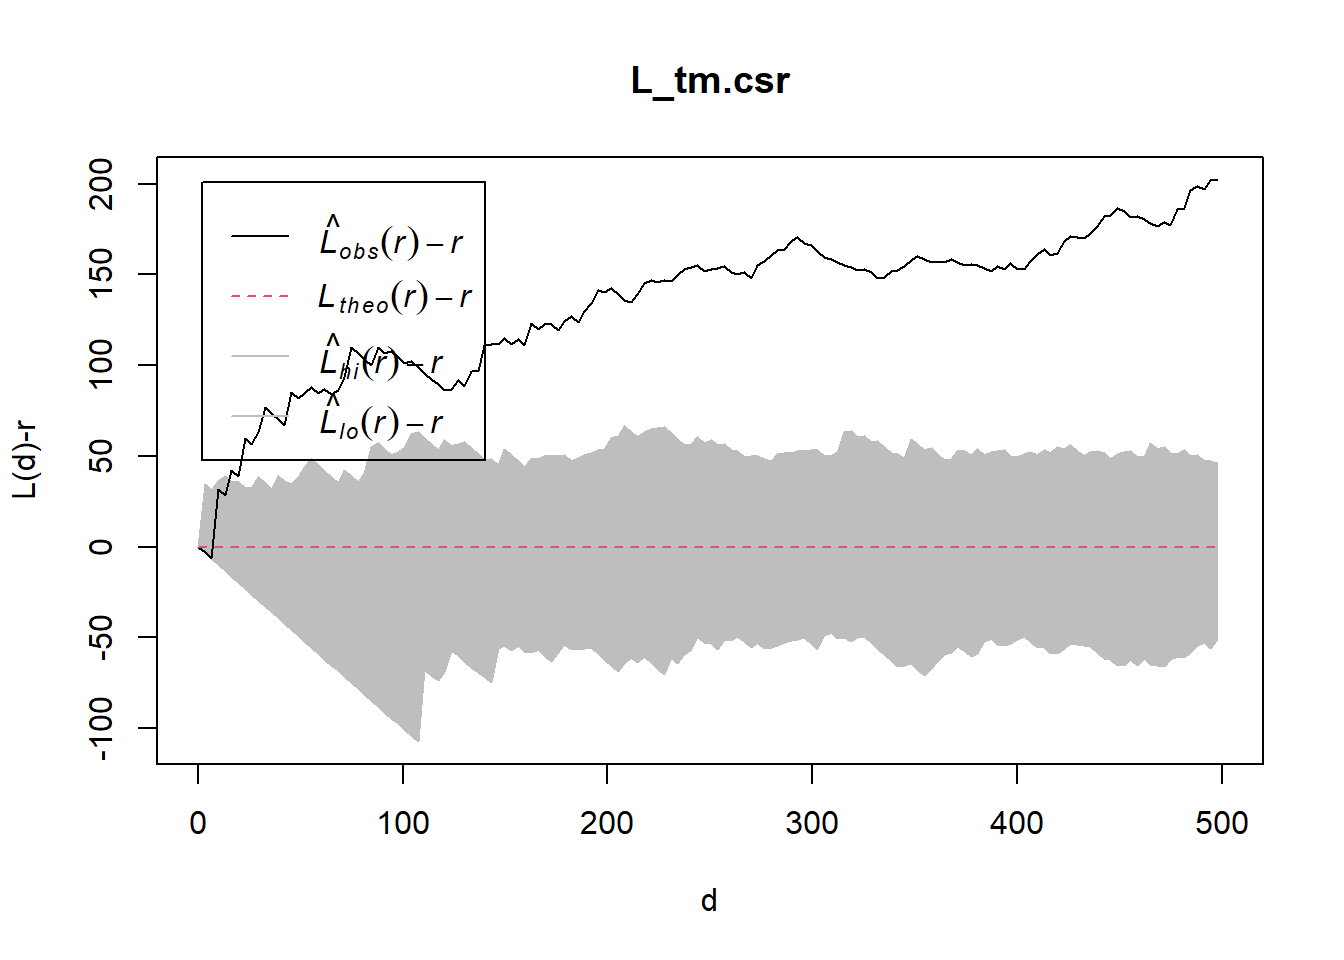 L_tm.csr
L(d)-r
200
150
100
50
0
-50
-100
L̂obs(r) – r
Ltheo(r) – r
L̂hi(r) – r
L̂lo(r) – r
0 100 200 300 400 500
d